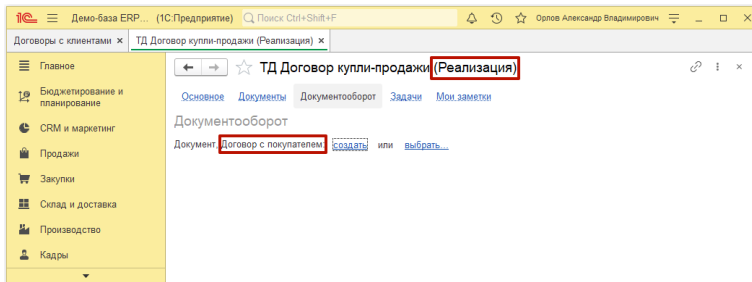 1С Демо-база ERP... (1С:Предприятие) Поиск Ctrl+Shift+F Орлов Александр Владимирович
Договоры с клиентами × ТД Договор купли-продажи (Реализация) ×
Главное
Бюджетирование и
планирование
CRM и маркетинг
Продажи
Закупки
Склад и доставка
Производство
Кадры
ТД Договор купли-продажи (Реализация)
Основное Документы Документооборот Задачи Мои заметки
Документооборот
Документ, Договор с покупателем: создать или выбрать...